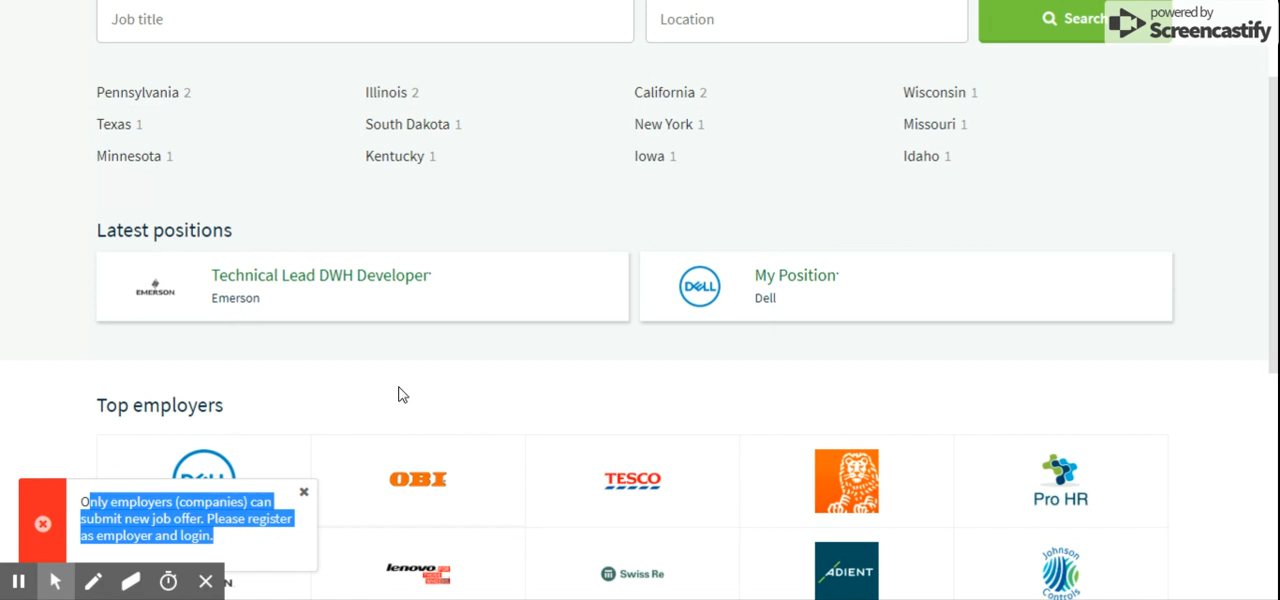 Job title
Location
Search
powered by
Screencastify
Pennsylvania 2
Illinois 2
California 2
Wisconsin 1
Texas 1
South Dakota 1
New York 1
Missouri 1
Minnesota 1
Kentucky 1
Iowa 1
Idaho 1
Latest positions
EMERSON
Technical Lead DWH Developer
Emerson
DELL
My Position
Dell
Top employers
DELL
OBI
TESCO
Pro HR
Only employers (companies) can
submit new job offer. Please register
as employer and login.
lenovo
Swiss Re
ADIENT
Johnson
Controls